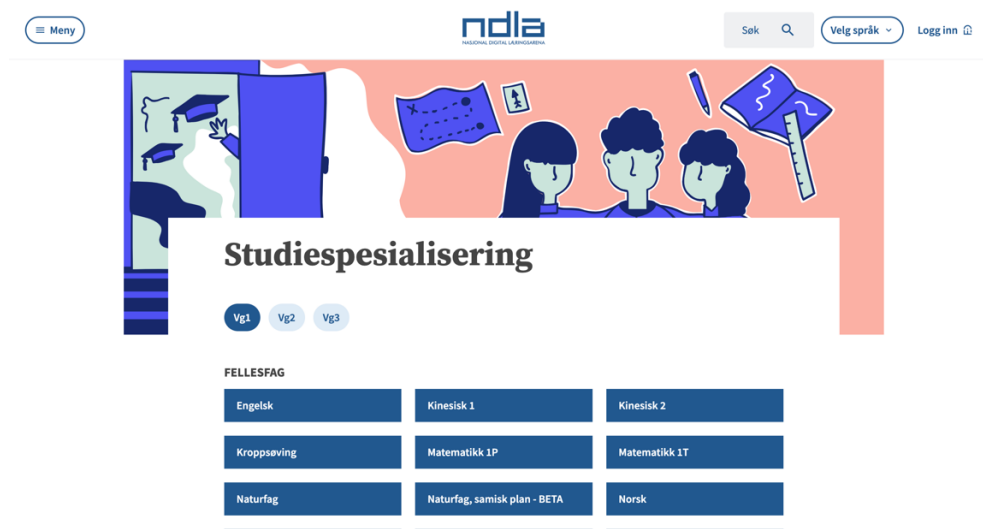 Meny
ndla
NASJONAL DIGITAL LÆRINGSARENA
Søk
Velg språk
Logg inn
Studiespesialisering
Vg1 Vg2 Vg3
FELLESFAG
Engelsk Kinesisk 1 Kinesisk 2
Kroppsøving Matematikk 1P Matematikk 1T
Naturfag Naturfag, samisk plan - BETA Norsk